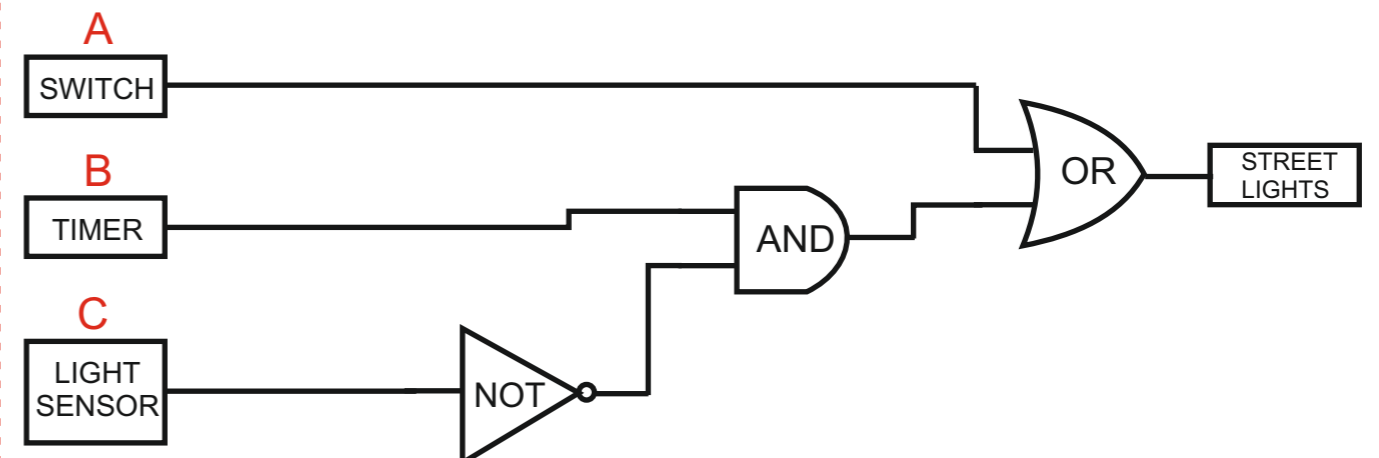 A
SWITCH
B
TIMER
C
LIGHT
SENSOR
NOT
AND
OR
STREET
LIGHTS